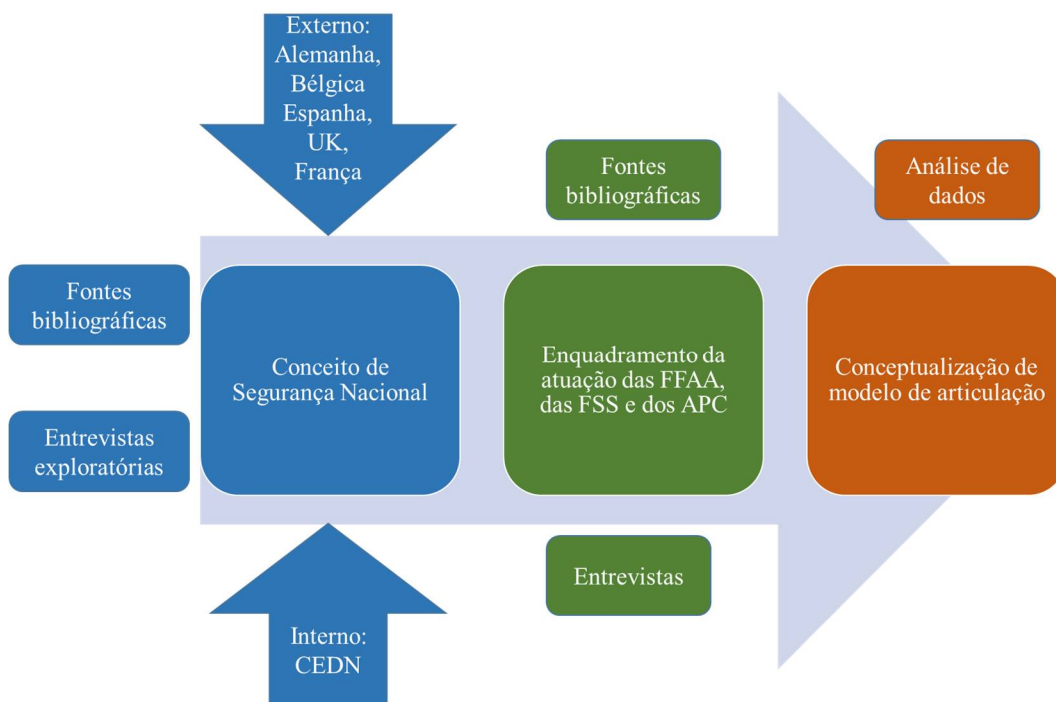 Externo:
Alemanha,
Bélgica
Espanha,
UK,
França
Fontes
bibliográficas
Entrevistas
exploratórias
Conceito de
Segurança Nacional
Interno:
CEDN
Fontes
bibliográficas
Enquadramento da
atuação das FFAA,
das FSS e dos APC
Entrevistas
Análise de
dados
Conceptualização de
modelo de articulação